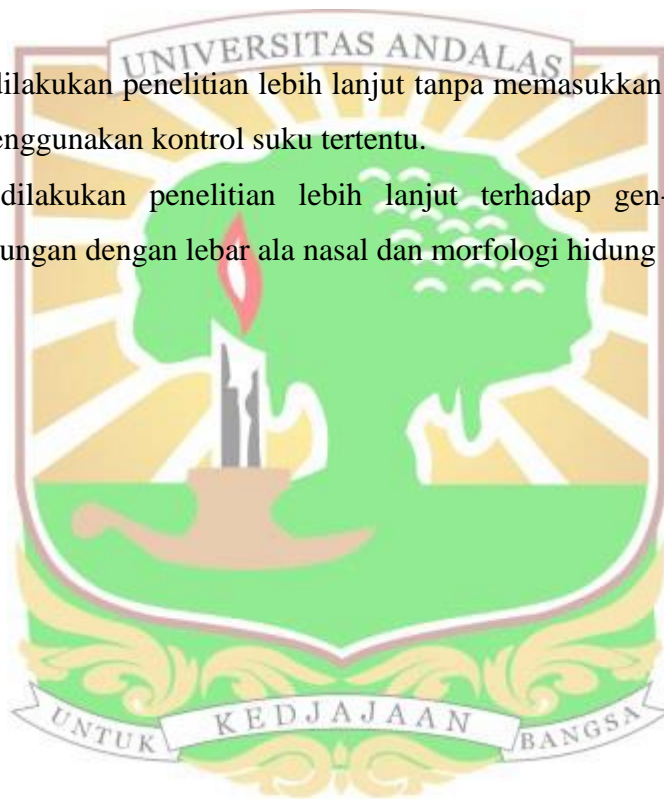 UNIVERSITAS ANDALAS
dilakukan penelitian lebih lanjut tanpa memasukkan
enggunakan kontrol suku tertentu.
dilakukan penelitian lebih lanjut terhadap gen-
ungan dengan lebar ala nasal dan morfologi hidung
UNTUK KEDJAJAAN BANGSA